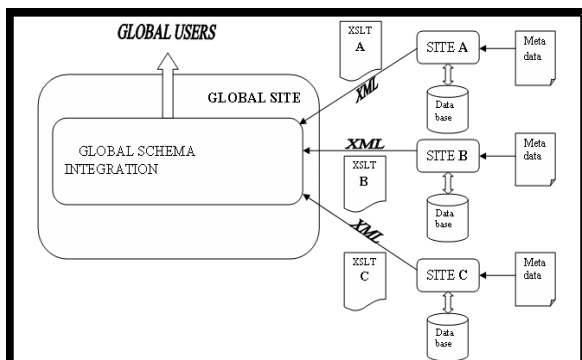 GLOBAL USERS
GLOBAL SITE
GLOBAL SCHEMA
INTEGRATION
XSLT
A
XML
SITE A
Meta
data
Data
base
XML
XSLT
B
SITE B
Meta
data
Data
base
XML
XSLT
C
SITE C
Meta
data
Data
base